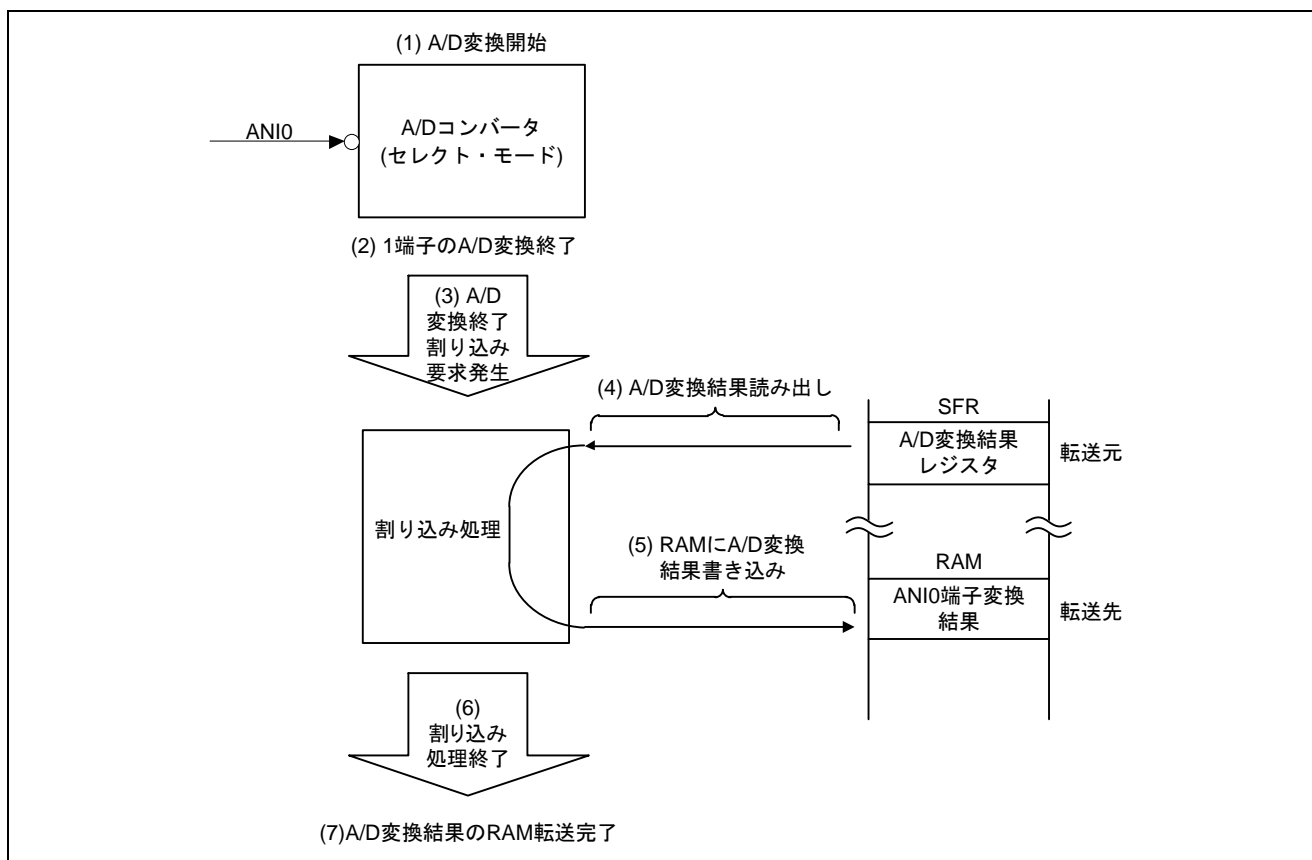 (1) A/D変換開始
ANI0
A/Dコンバータ
(セレクト・モード)
(2) 1端子のA/D変換終了
(3) A/D
変換終了
割り込み
要求発生
(4) A/D変換結果読み出し
SFR
A/D変換結果
レジスタ
転送元
割り込み処理
(5) RAMにA/D変換
結果書き込み
RAM
ANI0端子変換
結果
転送先
(6)
割り込み
処理終了
(7)A/D変換結果のRAM転送完了